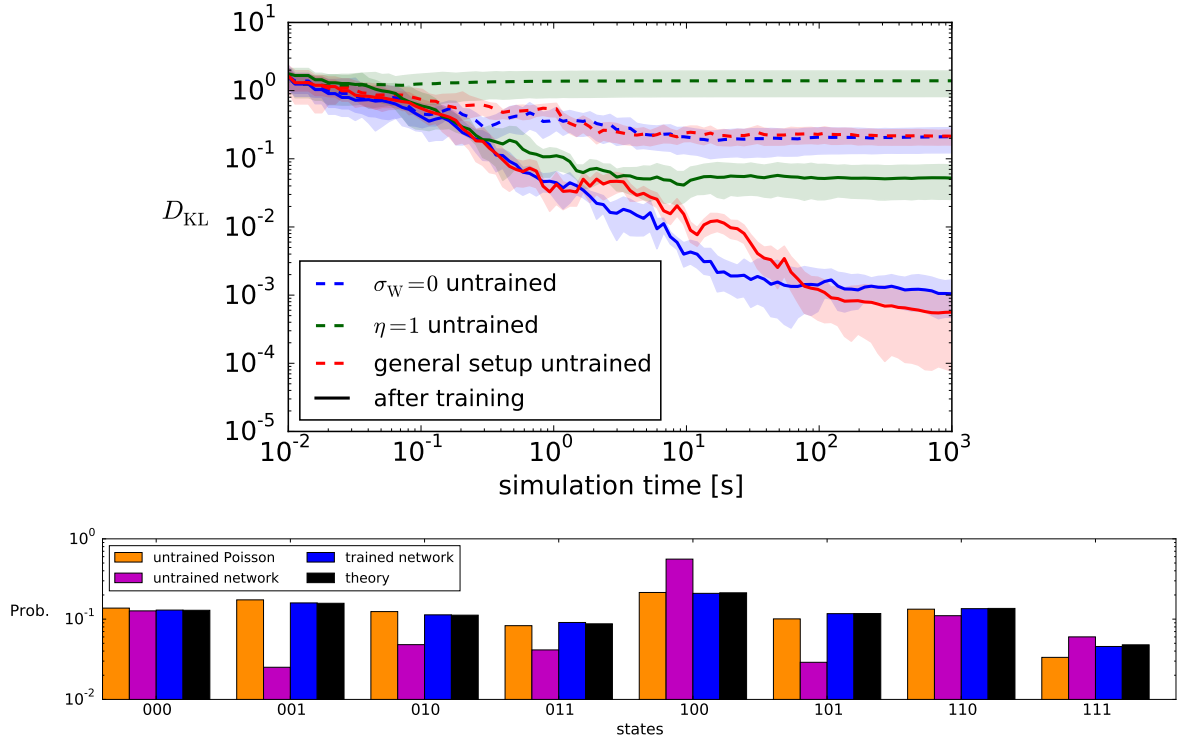 10^1
10^0
10^-1
D_KL
10^-2
10^-3
10^-4
10^-5
σ_W=0 untrained
η=1 untrained
general setup untrained
after training
10^-2 10^-1 10^0 10^1 10^2 10^3
simulation time [s]
10^0
untrained Poisson trained network
untrained network theory
Prob.
10^-1
10^-2
000 001 010 011 100 101 110 111
states